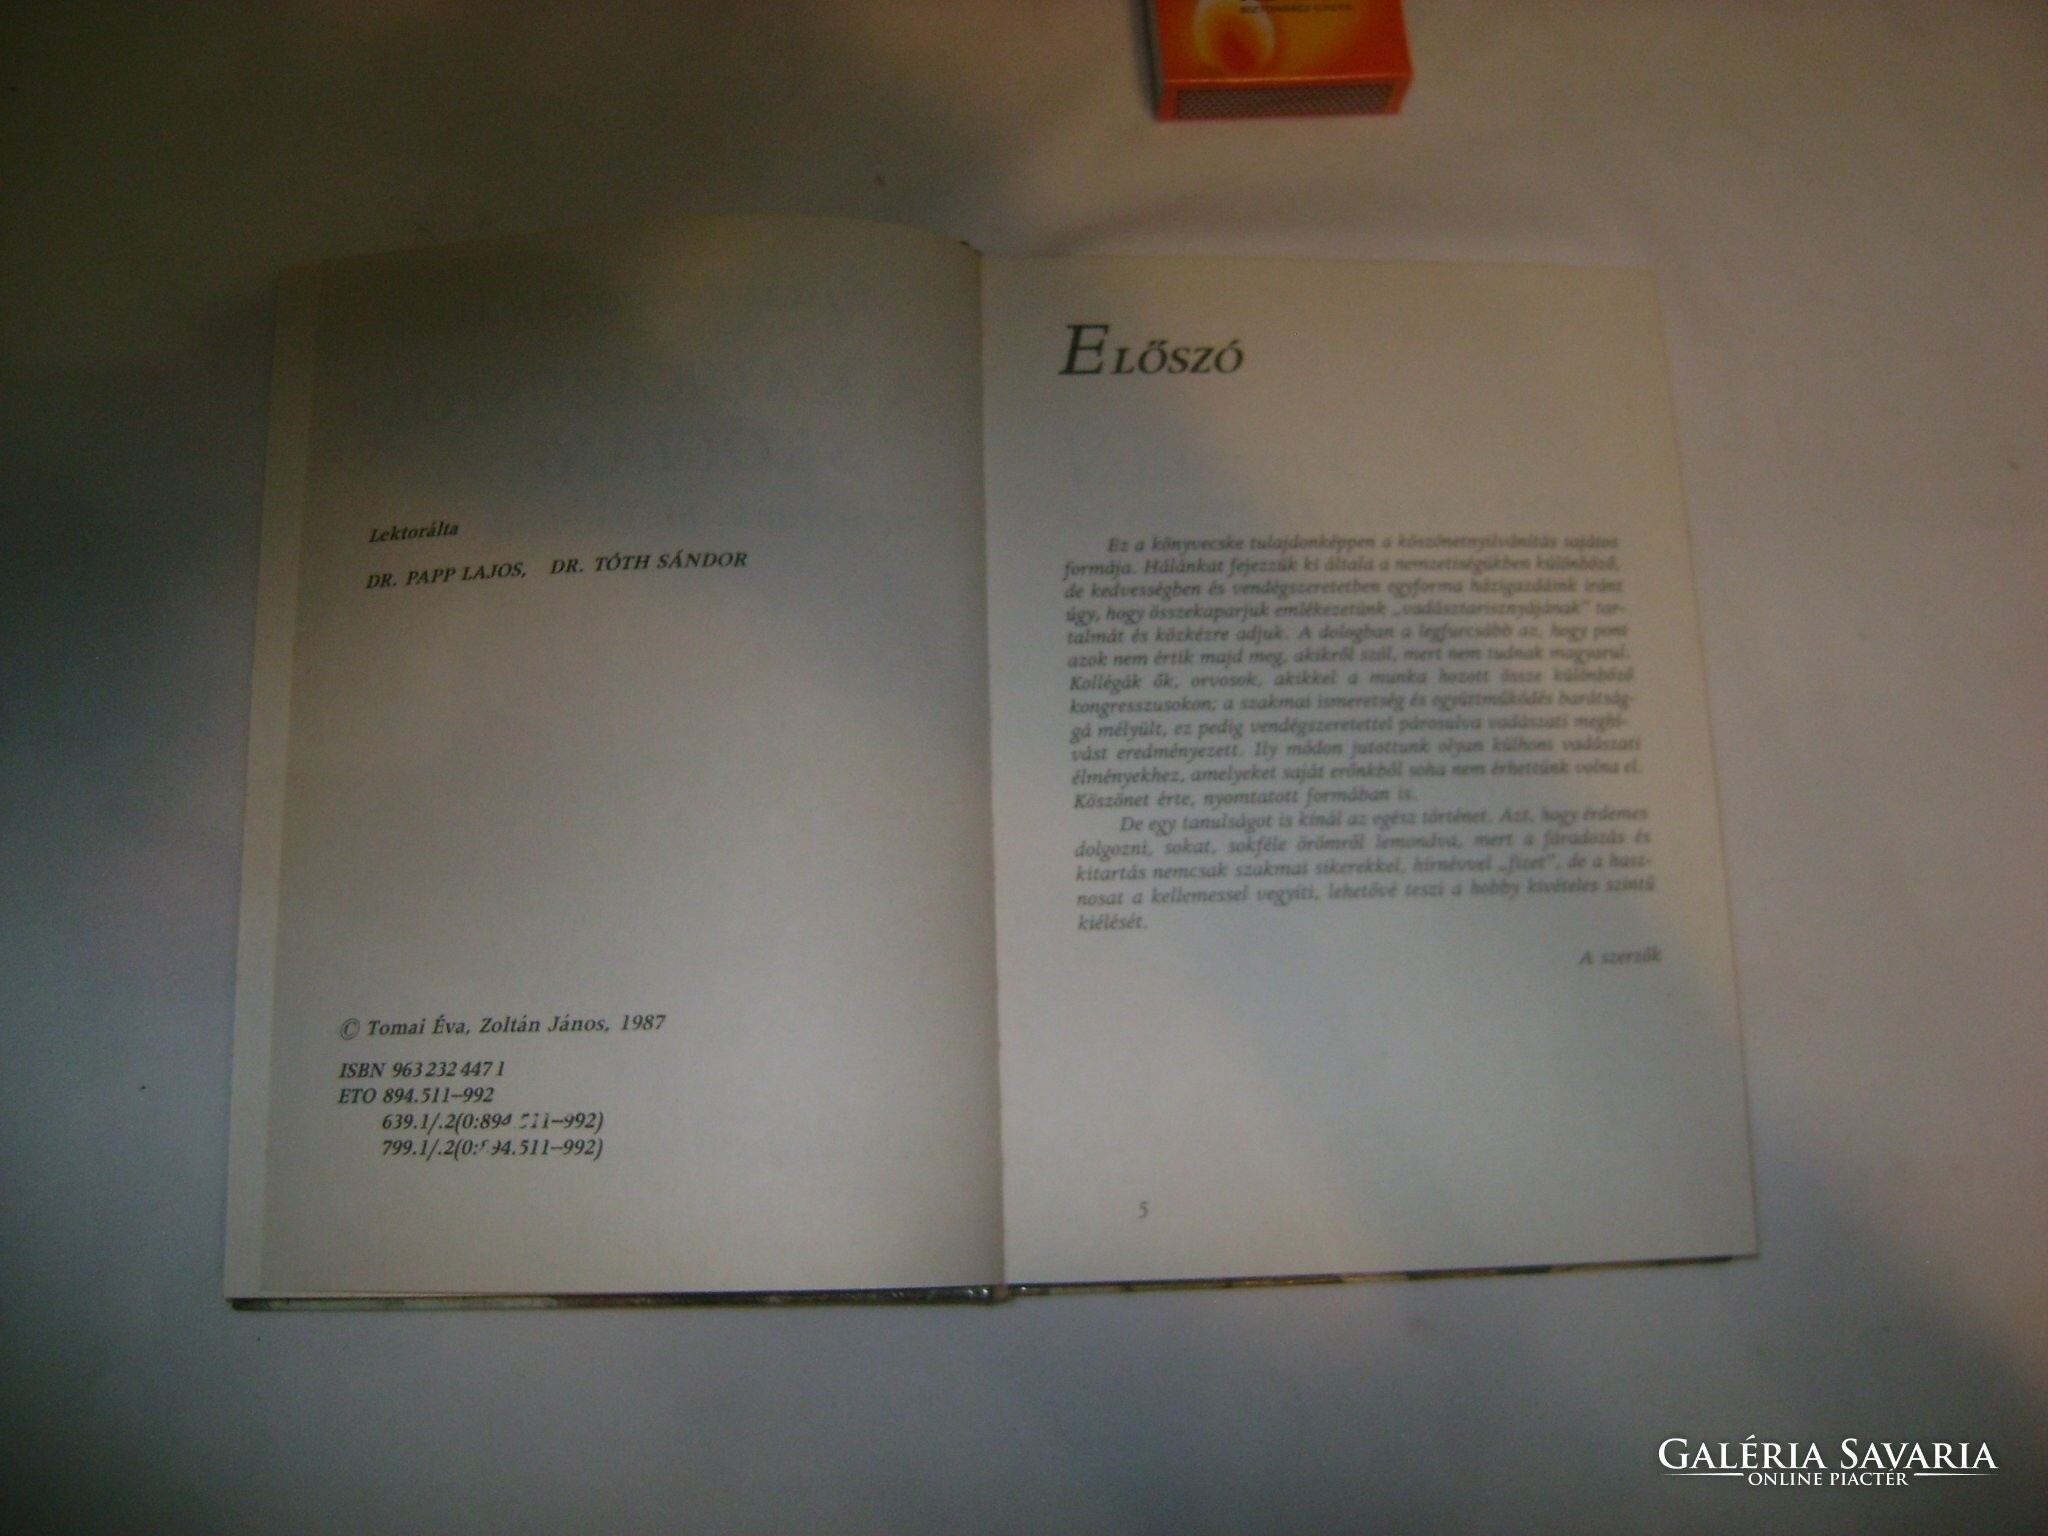 Lektorálta
DR. PAPP LAJOS, DR. TÓTH SÁNDOR
© Tomai Éva, Zoltán János, 1987
ISBN 963 232 447 1
ETO 894.511–992
639.1/.2(0:894.511–992)
799.1/.2(0:894.511–992)
ELŐSZÓ
Ez a könyvecske tulajdonképpen a köszönetnyilvánítás sajátos
formája. Hálánkat fejezzük ki általa a nemzetiségükben különböző,
de kedvességben és vendégszeretetben egyforma házigazdáink iránt
úgy, hogy összekaparjuk emlékezetünk „vadásztarisznyájának" tar-
talmát és közkézre adjuk. A dologban a legfurcsább az, hogy pont
azok nem értik majd meg, akikről szól, mert nem tudnak magyarul.
Kollégák ők, orvosok, akikkel a munka hozott össze különböző
kongresszusokon; a szakmai ismeretség és együttműködés barátság-
gá mélyült, ez pedig vendégszeretettel párosulva vadászati meghí-
vást eredményezett. Ily módon jutottunk olyan külhoni vadászati
élményekhez, amelyeket saját erőnkből soha nem érhettünk volna el.
Köszönet érte, nyomtatott formában is.
De egy tanulságot is kínál az egész történet. Azt, hogy érdemes
dolgozni, sokat, sokféle örömről lemondva, mert a fáradozás és
kitartás nemcsak szakmai sikerekkel, hírnévvel „fizet", de a hasz-
nosat a kellemessel vegyíti, lehetővé teszi a hobby kivételes szintű
kiélését.
A szerzők
5
GALÉRIA SAVARIA
ONLINE PIACTÉR